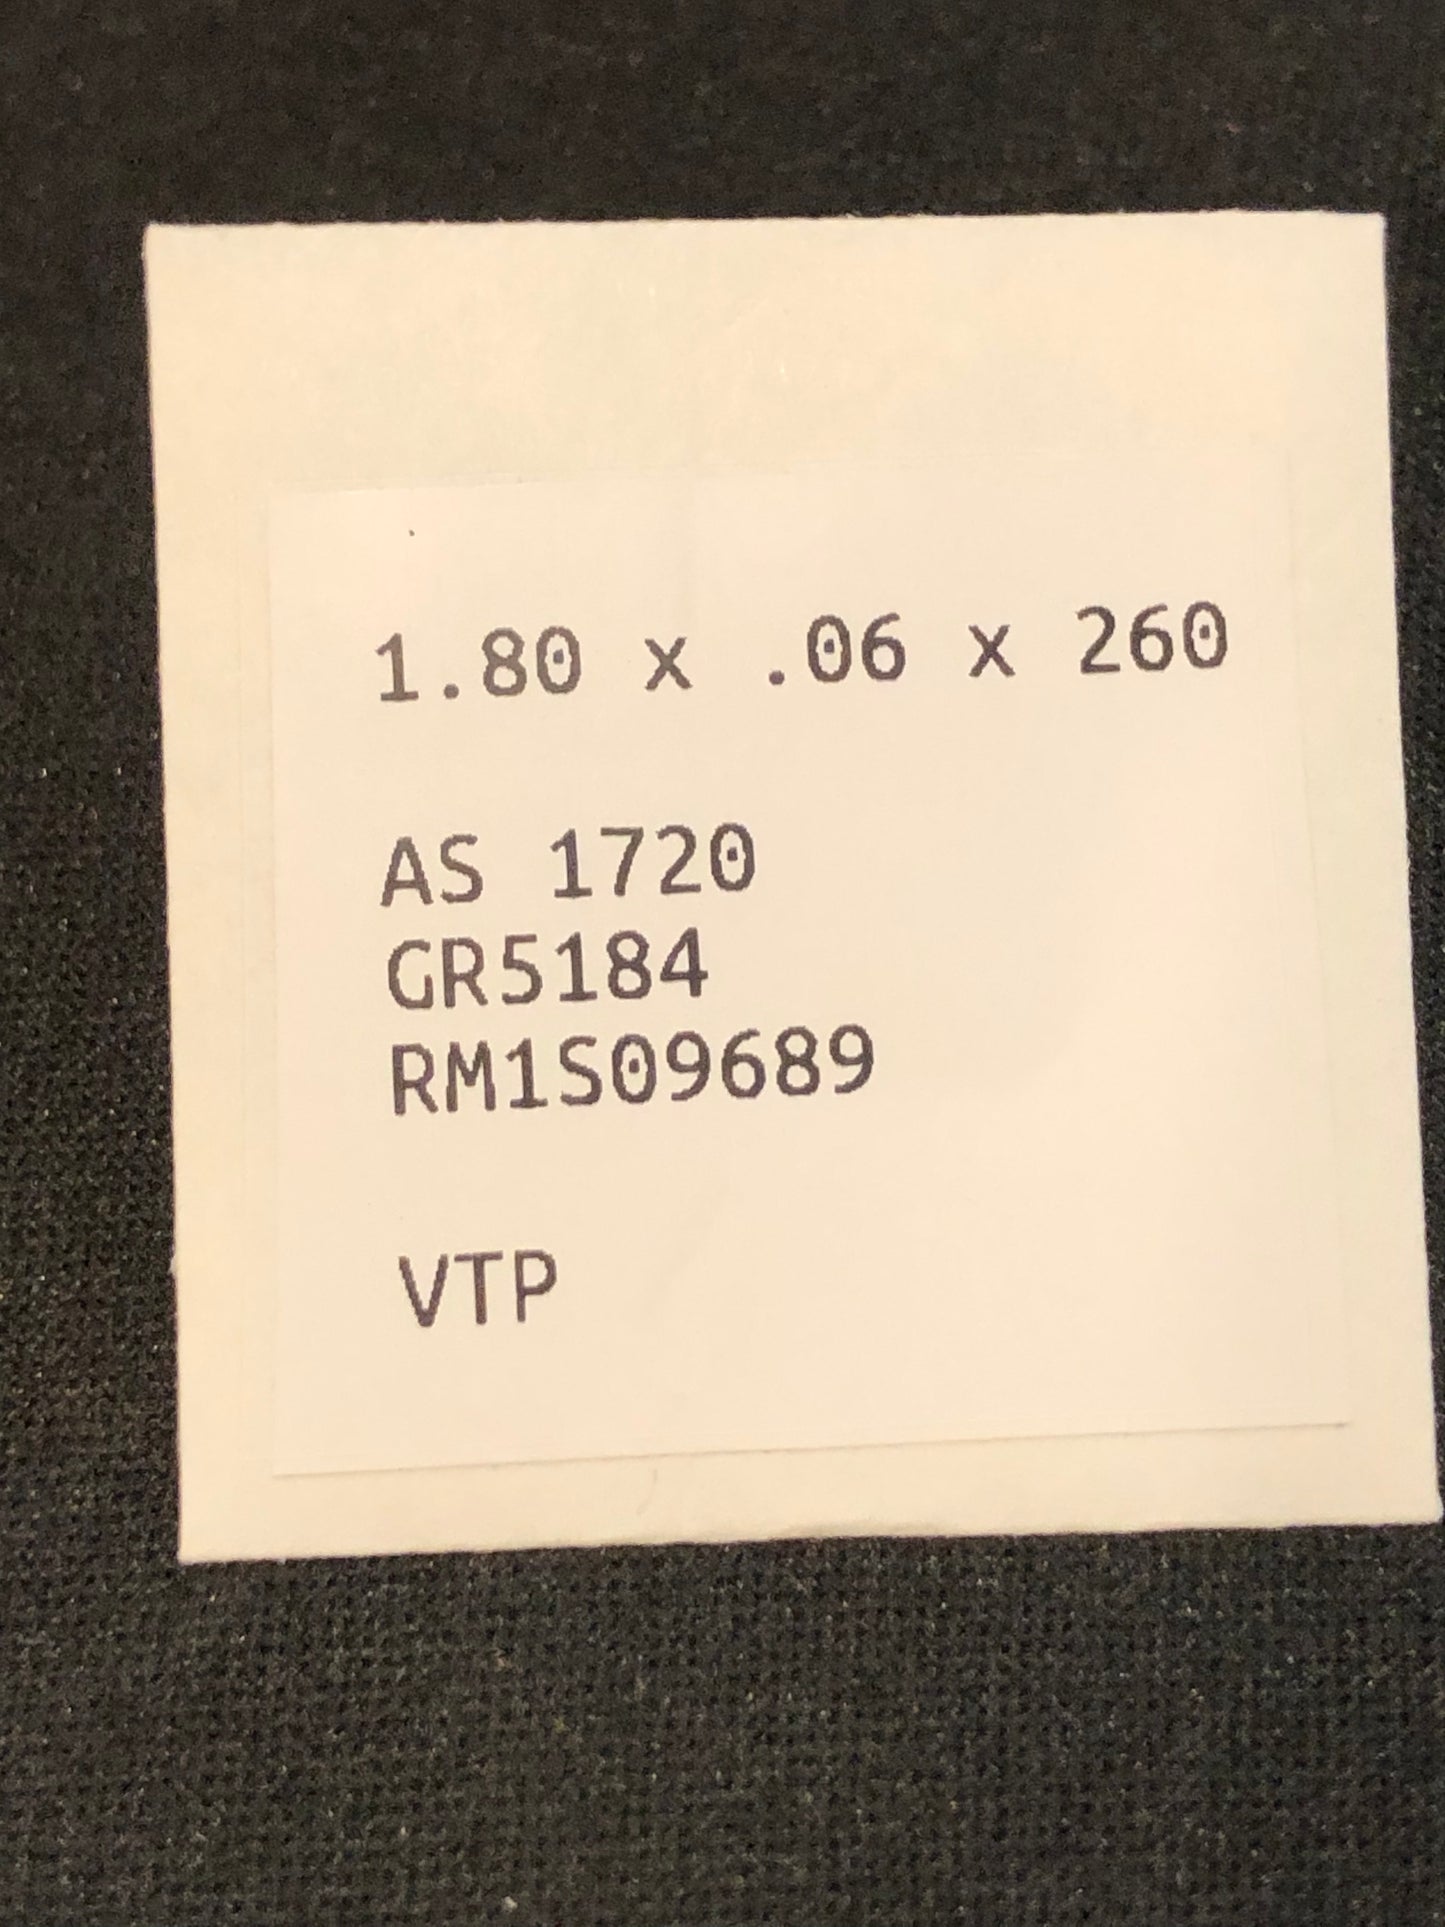 1.80 x .06 x 260
AS 1720
GR5184
RM1S09689
VTP